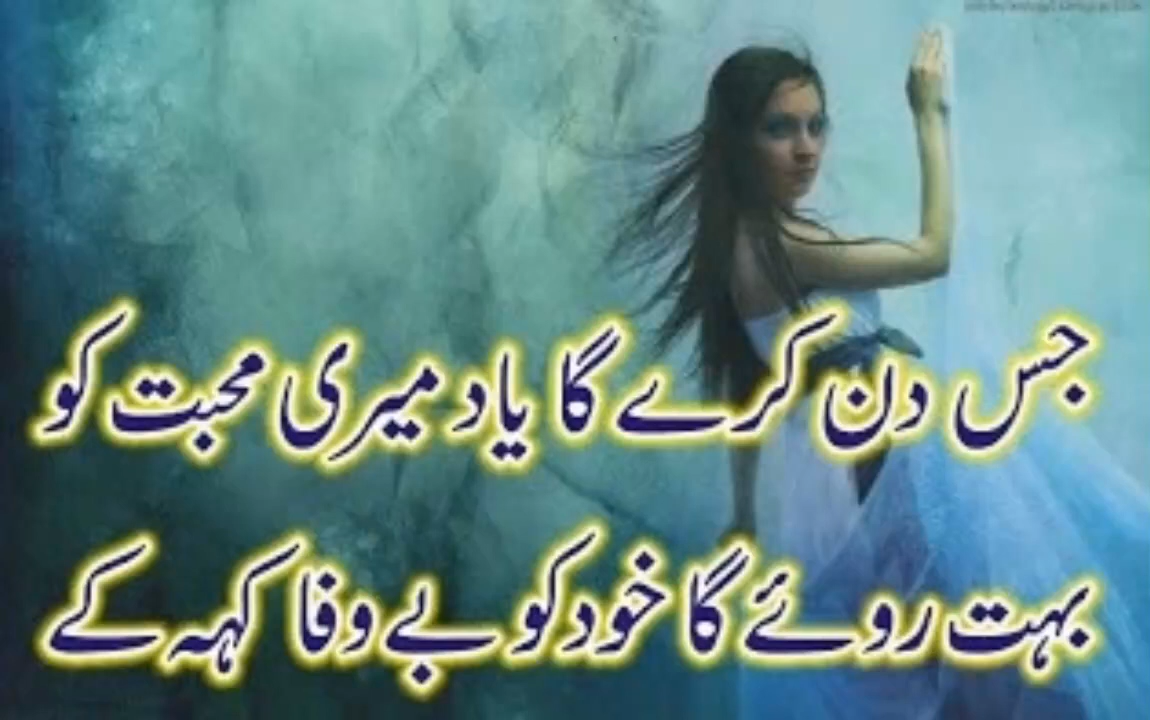 جس دن کرے گا یاد میری محبت کو
بہت روئے گا خود کو بے وفا کہہ کے